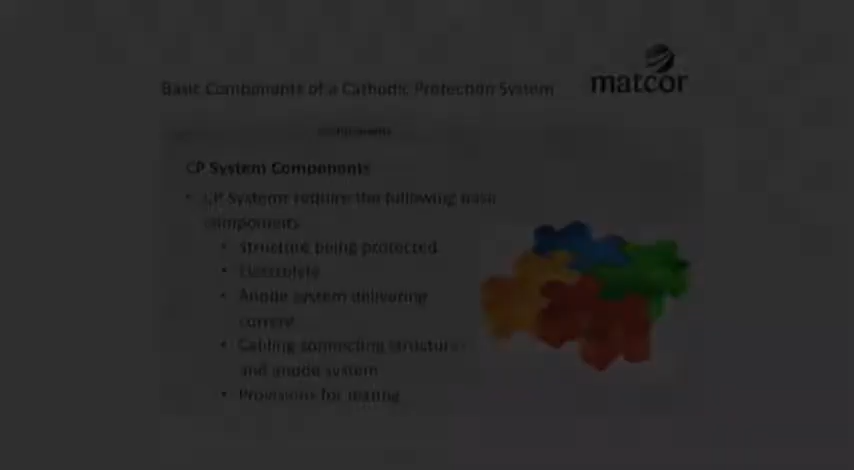 Basic Components of a Cathodic Protection System
matcor
CP System Components
• CP Systems require the following basic
components
• Structure being protected
• Electrolyte
• Anode system delivering
current
• Cabling connecting structure
and anode system
• Provisions for testing